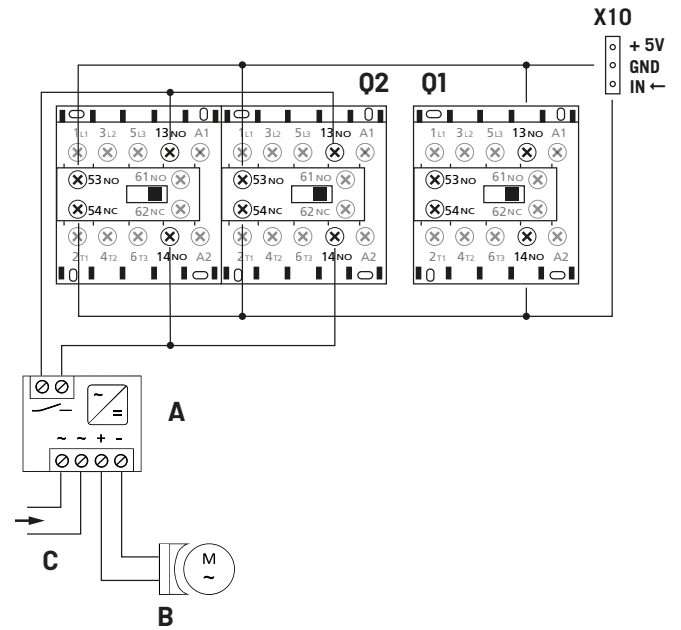 X10
+ 5V
GND
IN ←
Q2 Q1
1L1 3L2 5L3 13NO A1 1L1 3L2 5L3 13NO A1 1L1 3L2 5L3 13NO A1
53NO 61NO 53NO 61NO 53NO 61NO
54NC 62NC 54NC 62NC 54NC 62NC
2T1 4T2 6T3 14NO A2 2T1 4T2 6T3 14NO A2 2T1 4T2 6T3 14NO A2
~ =
A
~ ~ + -
C
M
~
B